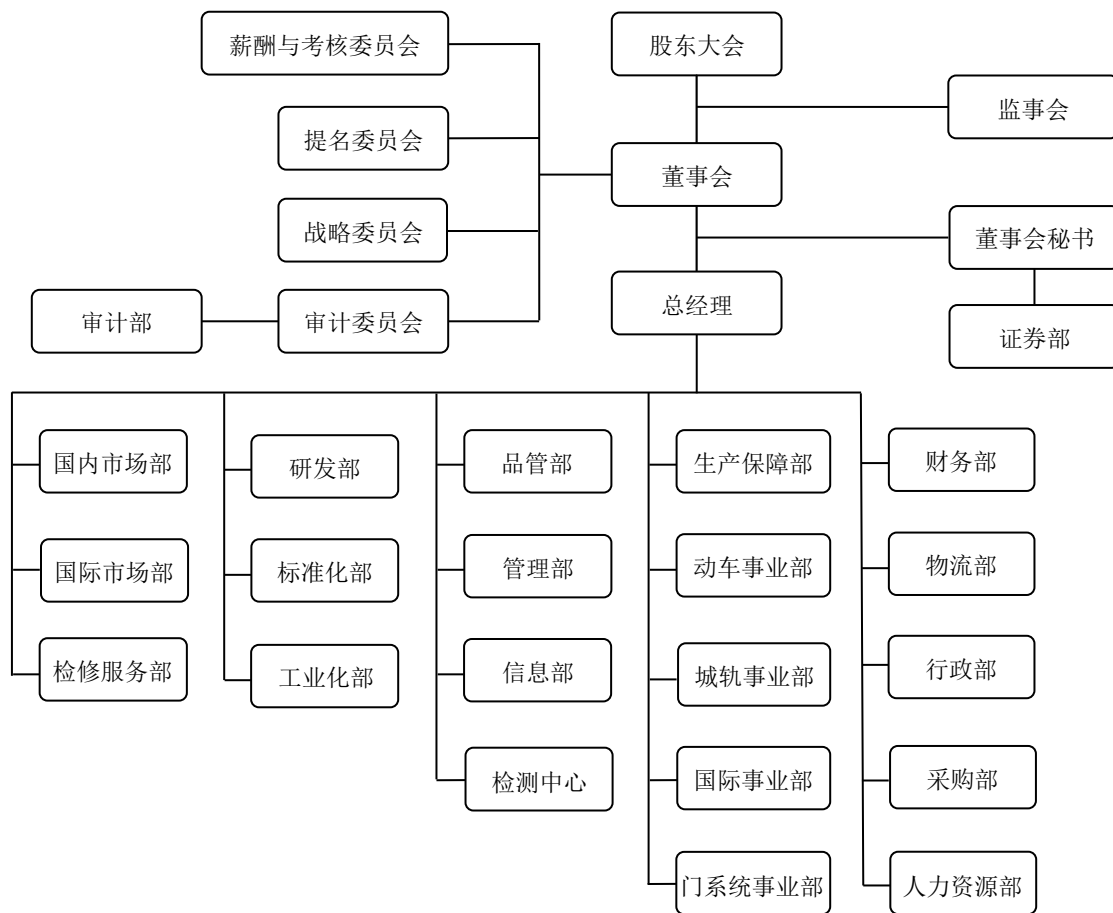 薪酬与考核委员会
股东大会
监事会
提名委员会
董事会
战略委员会
董事会秘书
审计部
审计委员会
总经理
证券部
国内市场部
研发部
品管部
生产保障部
财务部
国际市场部
标准化部
管理部
动车事业部
物流部
检修服务部
工业化部
信息部
城轨事业部
行政部
检测中心
国际事业部
采购部
门系统事业部
人力资源部